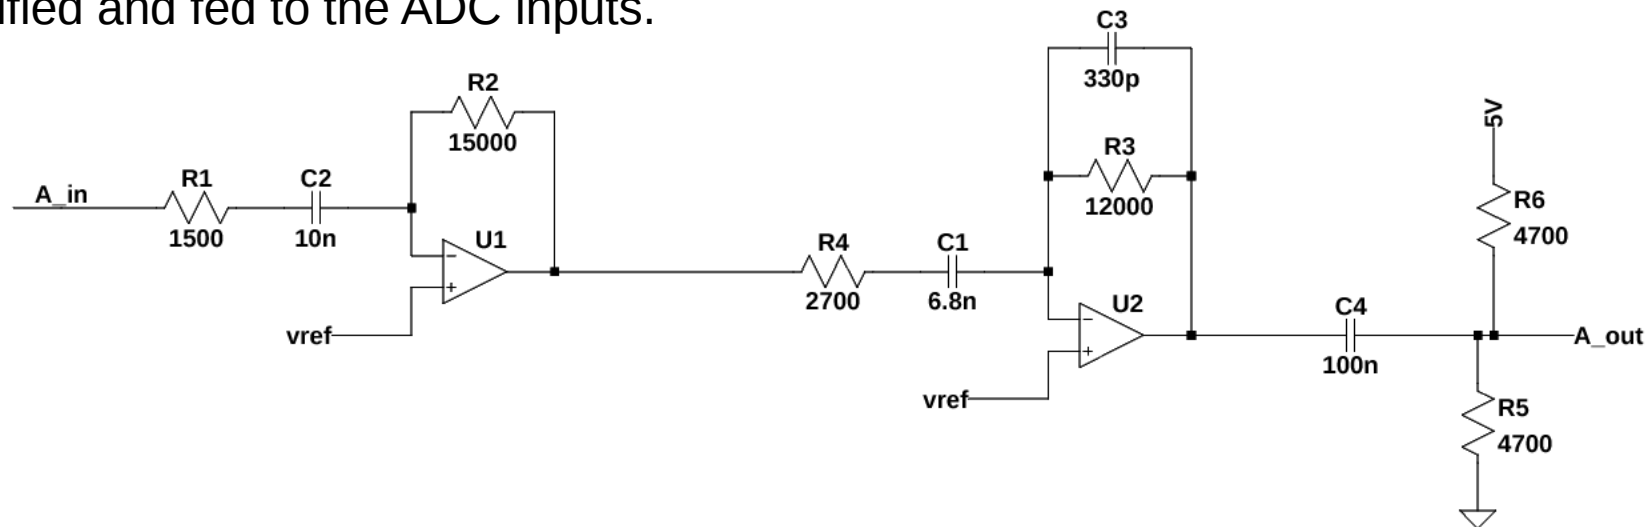 ified and fed to the ADC inputs.
C3
330p
R2
15000
5V
R3
12000
A_in
R1
1500
C2
10n
R6
4700
U1
R4
2700
C1
6.8n
vref
U2
C4
100n
A_out
vref
R5
4700